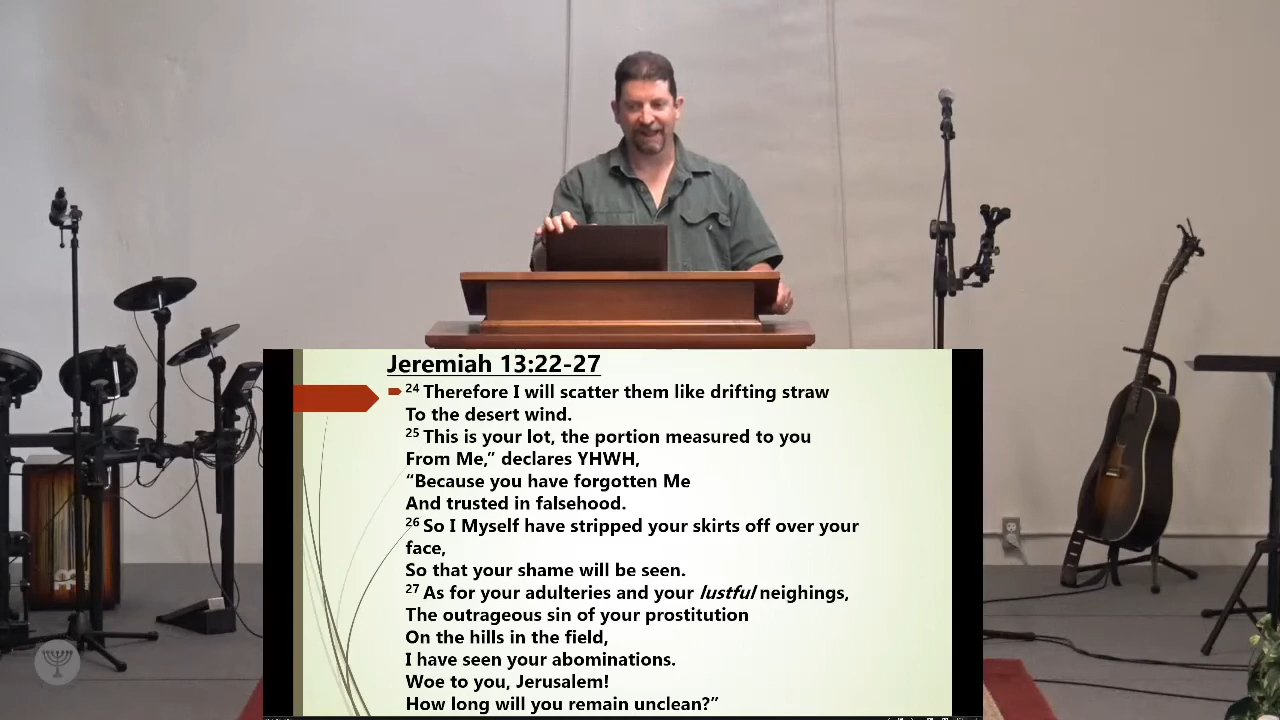 Jeremiah 13:22-27
24 Therefore I will scatter them like drifting straw
To the desert wind.
25 This is your lot, the portion measured to you
From Me,” declares YHWH,
“Because you have forgotten Me
And trusted in falsehood.
26 So I Myself have stripped your skirts off over your
face,
So that your shame will be seen.
27 As for your adulteries and your lustful neighings,
The outrageous sin of your prostitution
On the hills in the field,
I have seen your abominations.
Woe to you, Jerusalem!
How long will you remain unclean?”